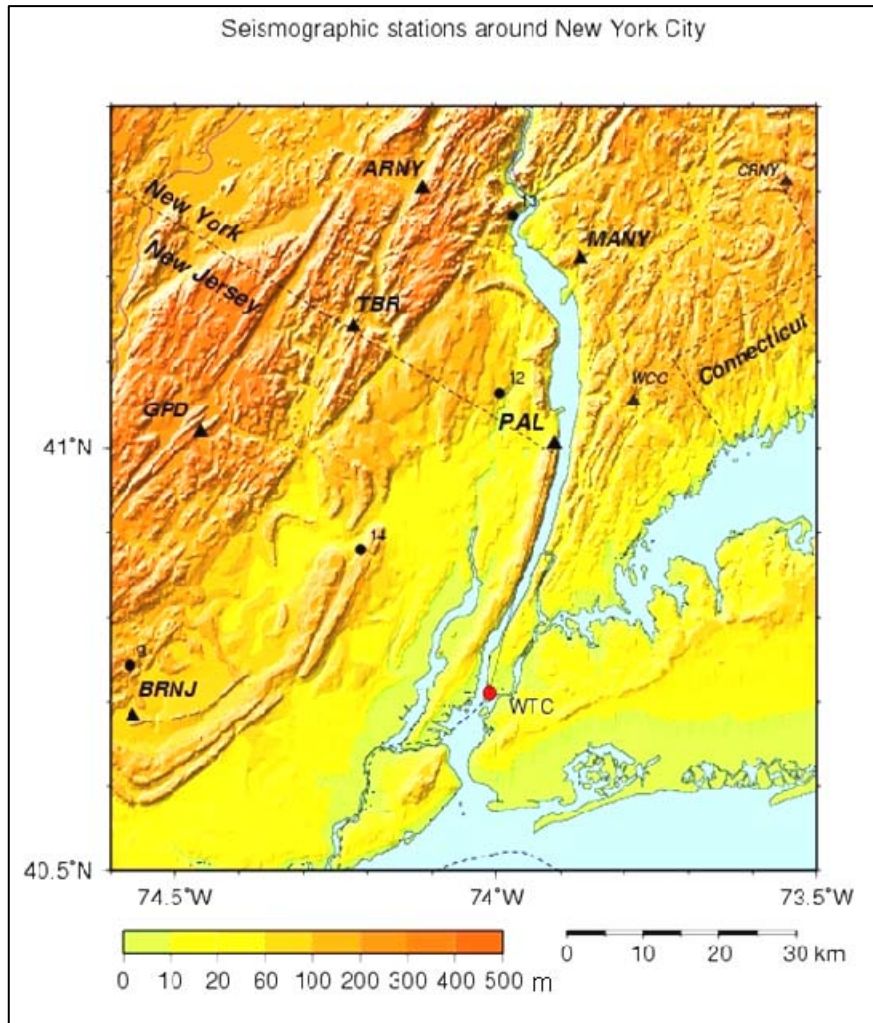 Seismographic stations around New York City
ARNY
CRNY
New York
13
MANY
New Jersey
TBR
Connecticut
12
WCC
GPD
PAL
41°N
14
9
BRNJ
WTC
40.5°N
74.5°W 74°W 73.5°W
0 10 20 60 100 200 300 400 500 m
0 10 20 30 km